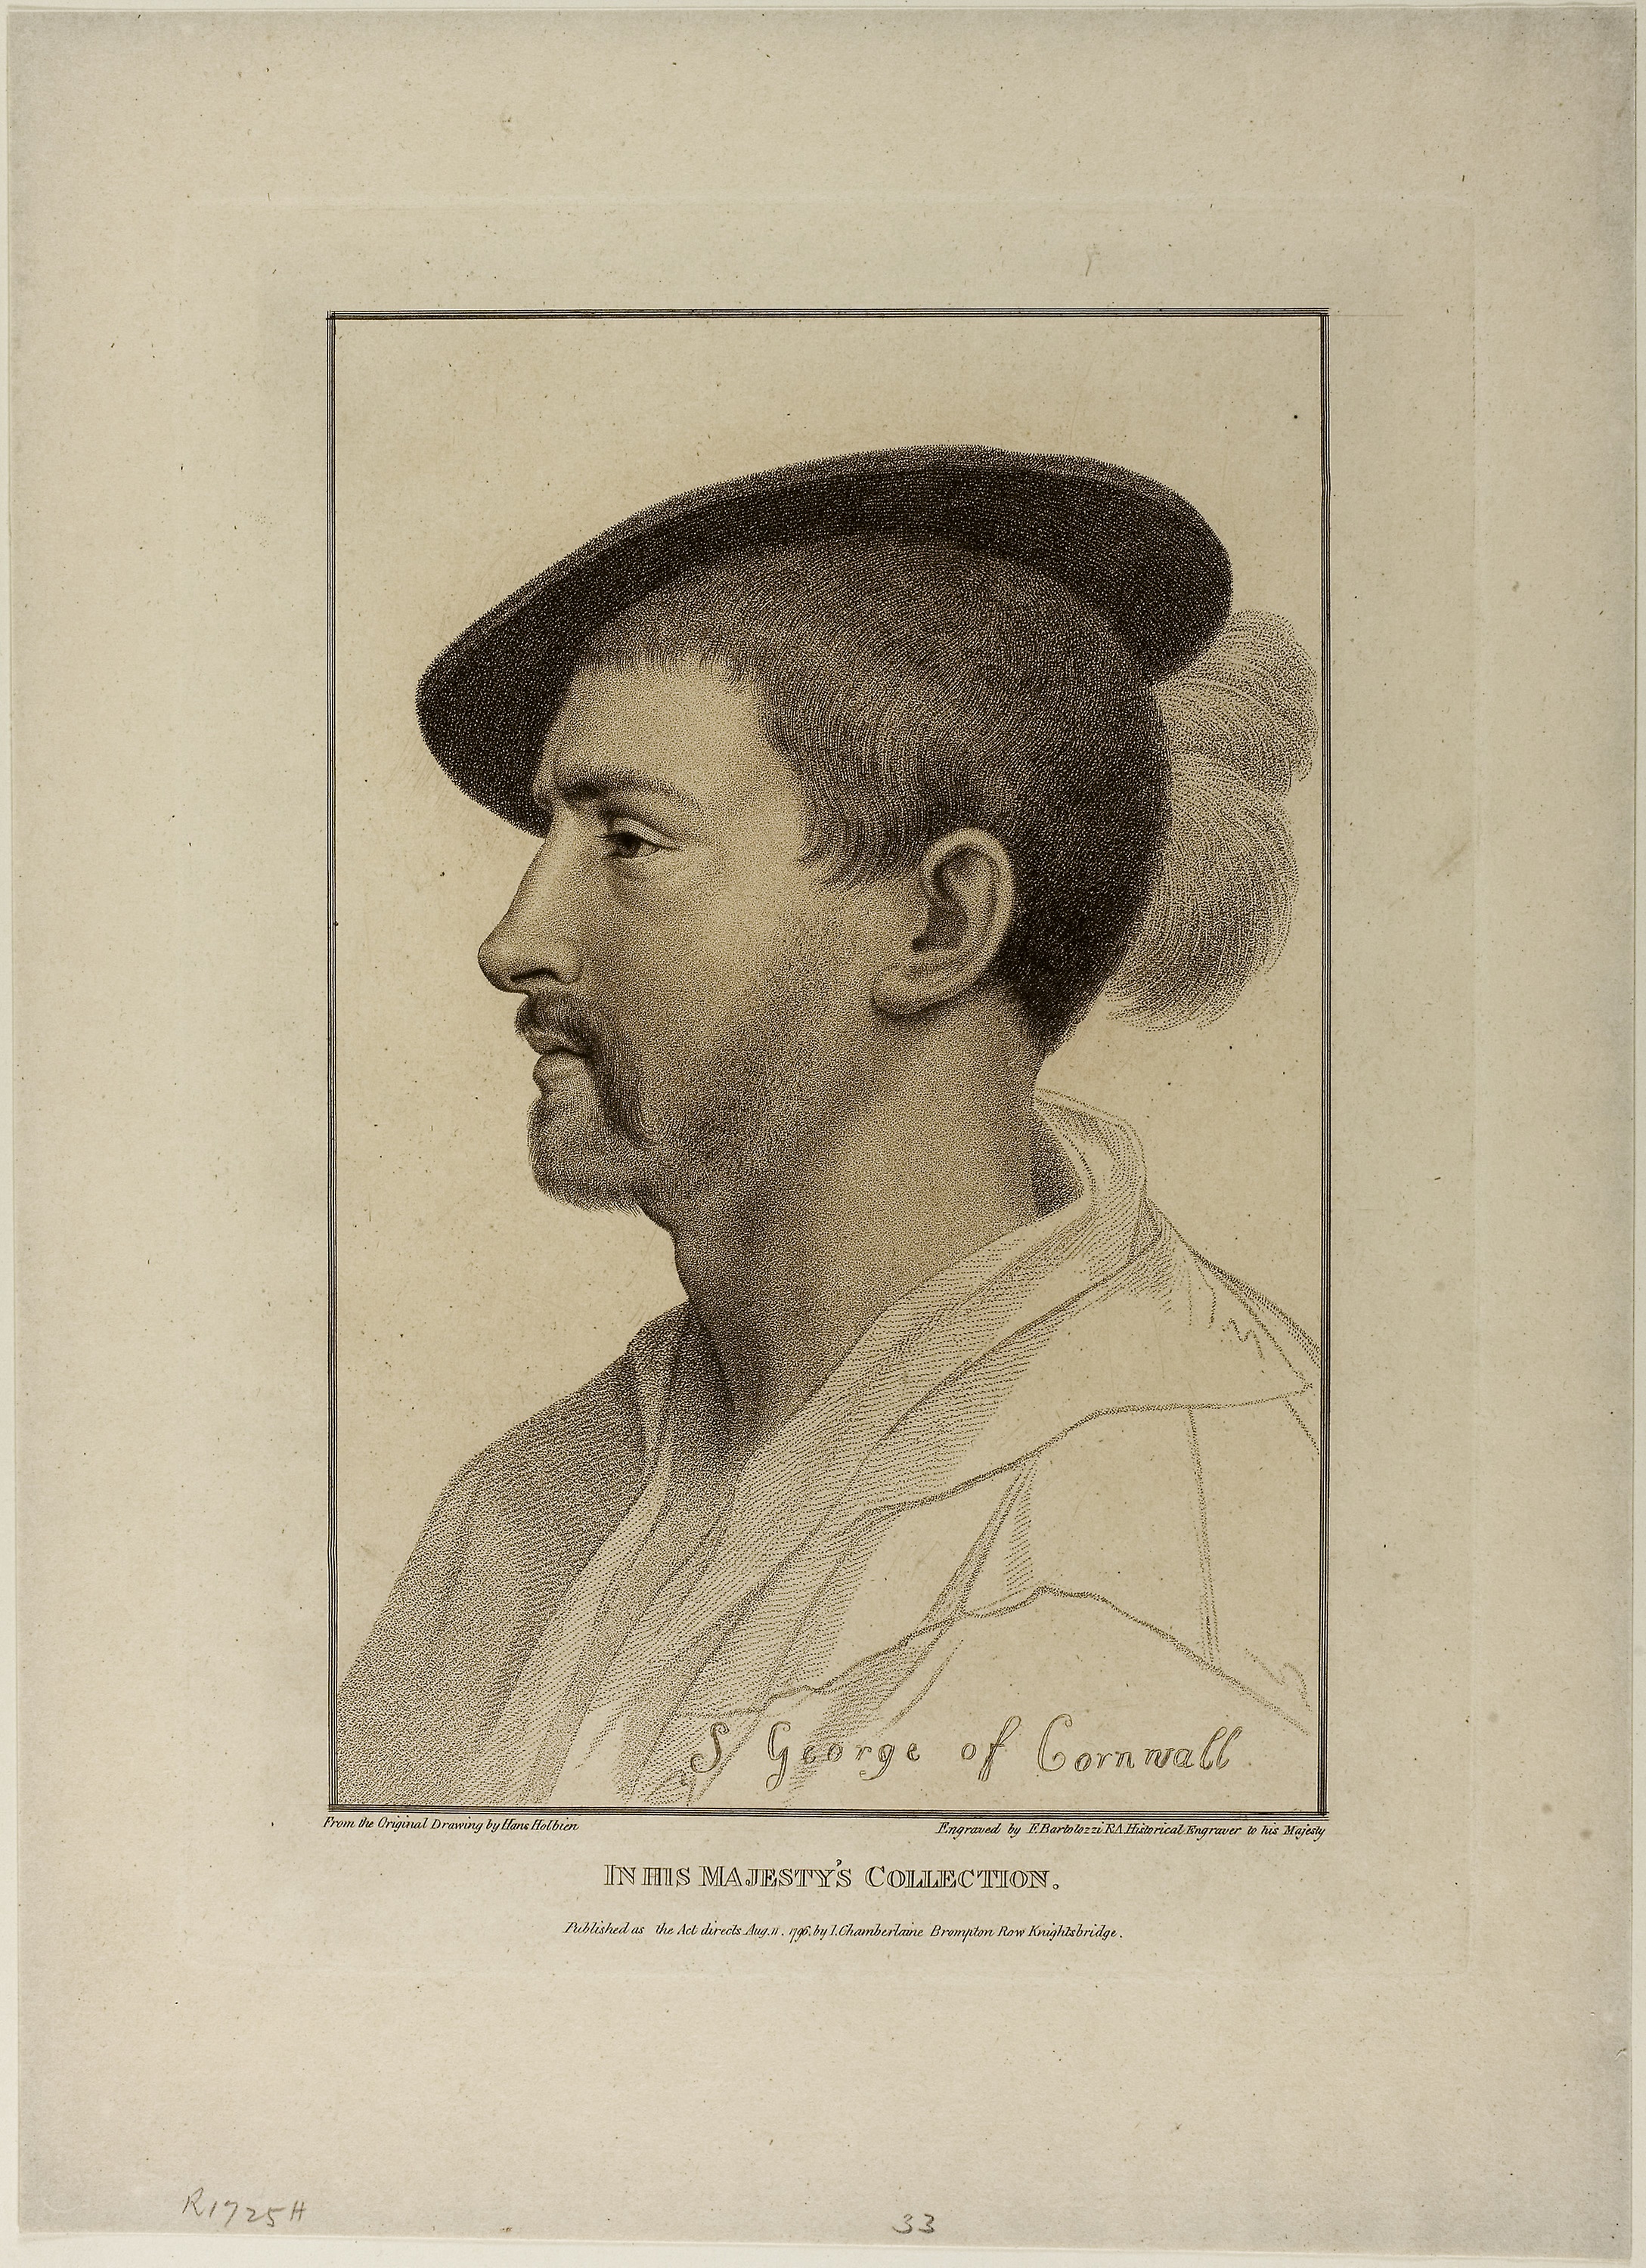 S George of Cornwall
From the Original Drawing by Hans Holbien
Engraved by F. Bartolozzi R.A. Historical Engraver to his Majesty
IN HIS MAJESTY'S COLLECTION.
Published as the Act directs Aug. 11. 1796. by I. Chamberlaine Brompton Row Knightsbridge.
R1725H
33